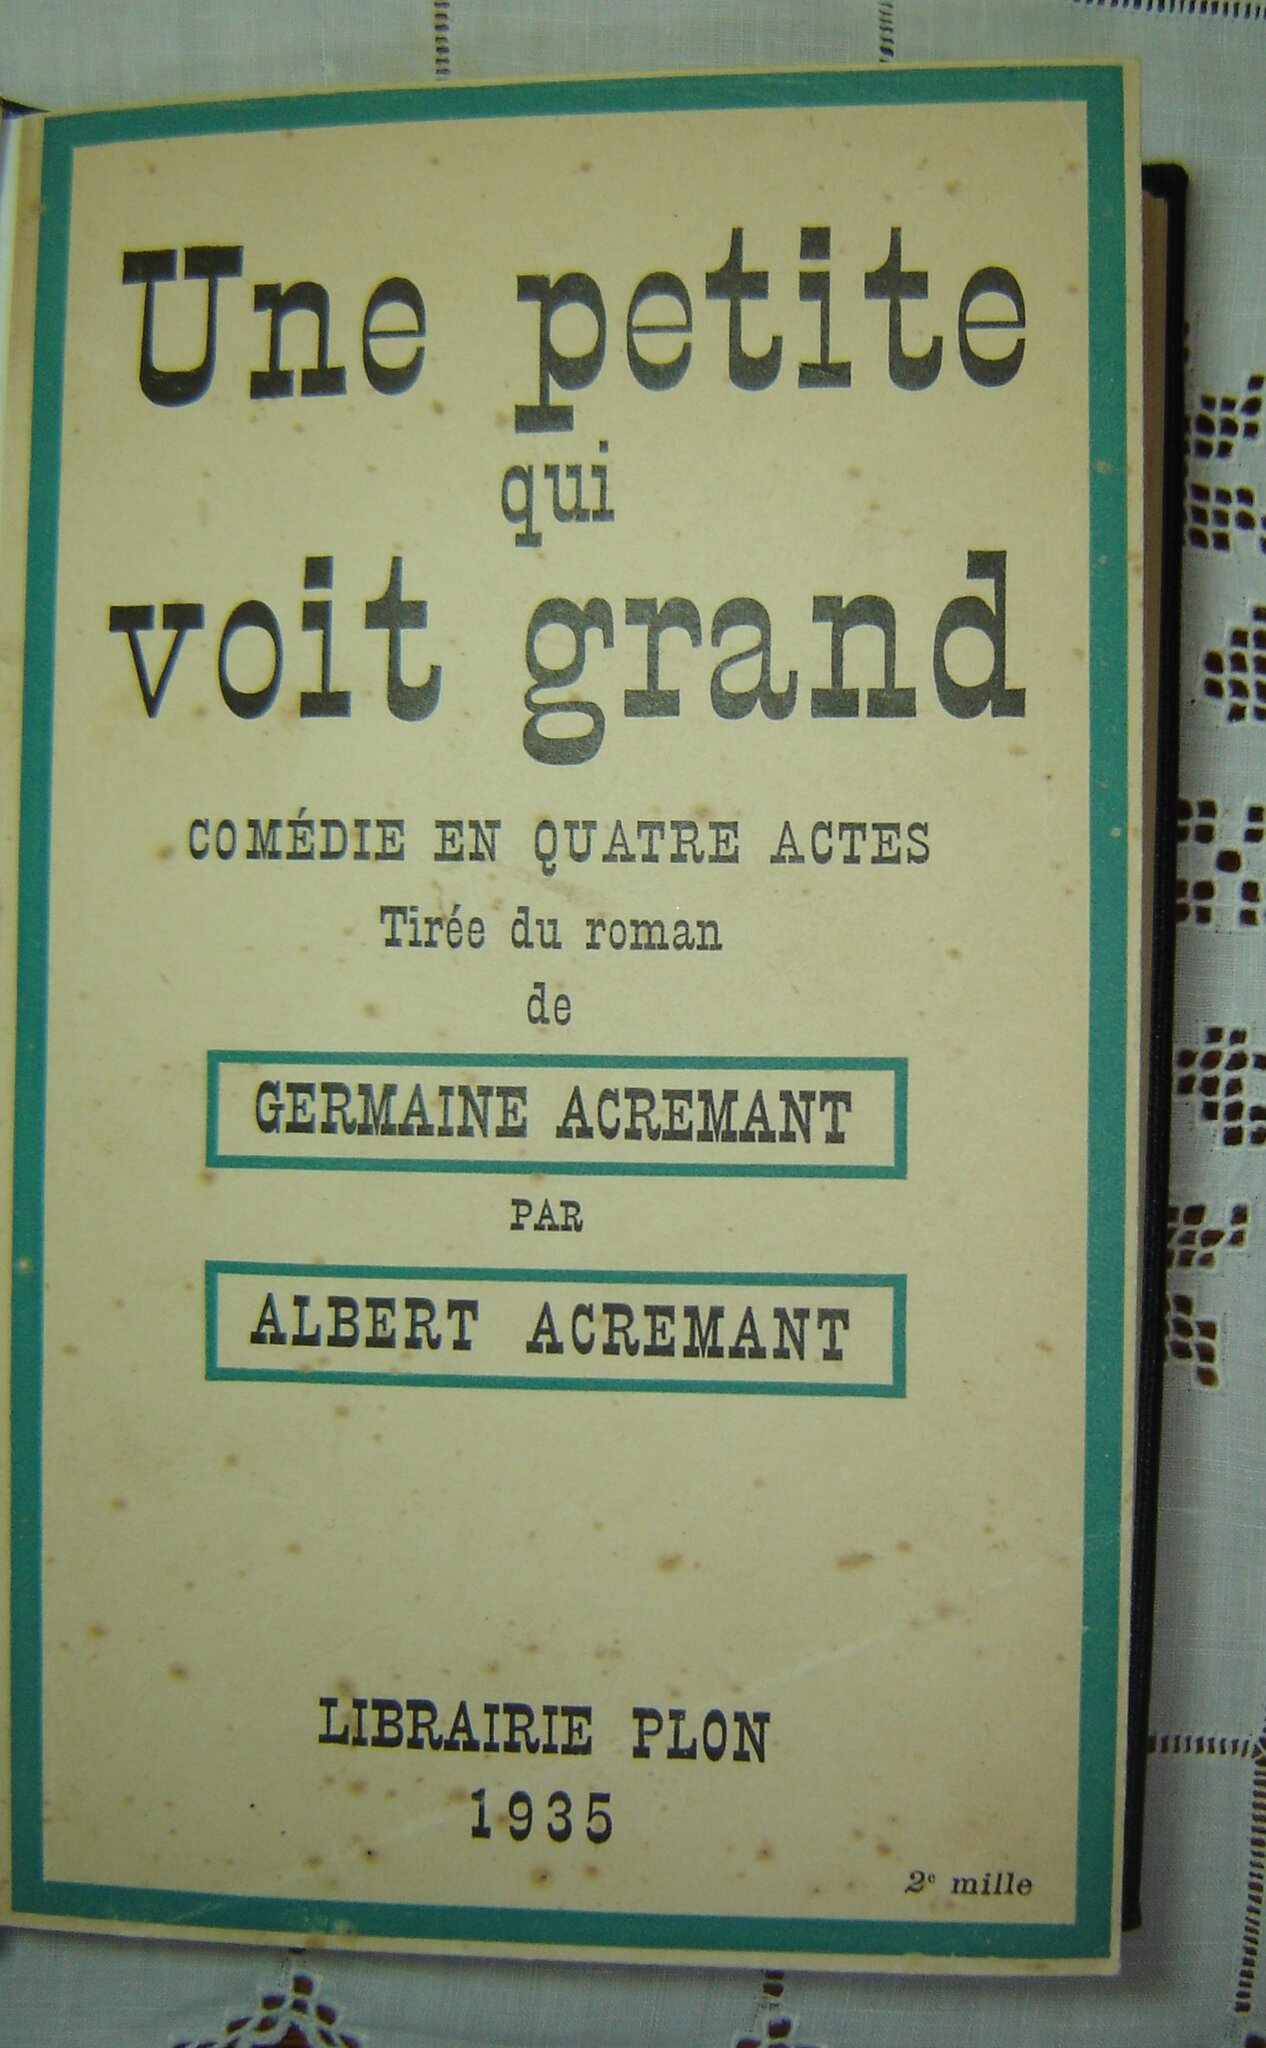 Une petite
qui
voit grand
COMÉDIE EN QUATRE ACTES
Tirée du roman
de
GERMAINE ACREMANT
PAR
ALBERT ACREMANT
LIBRAIRIE PLON
1935
2e mille